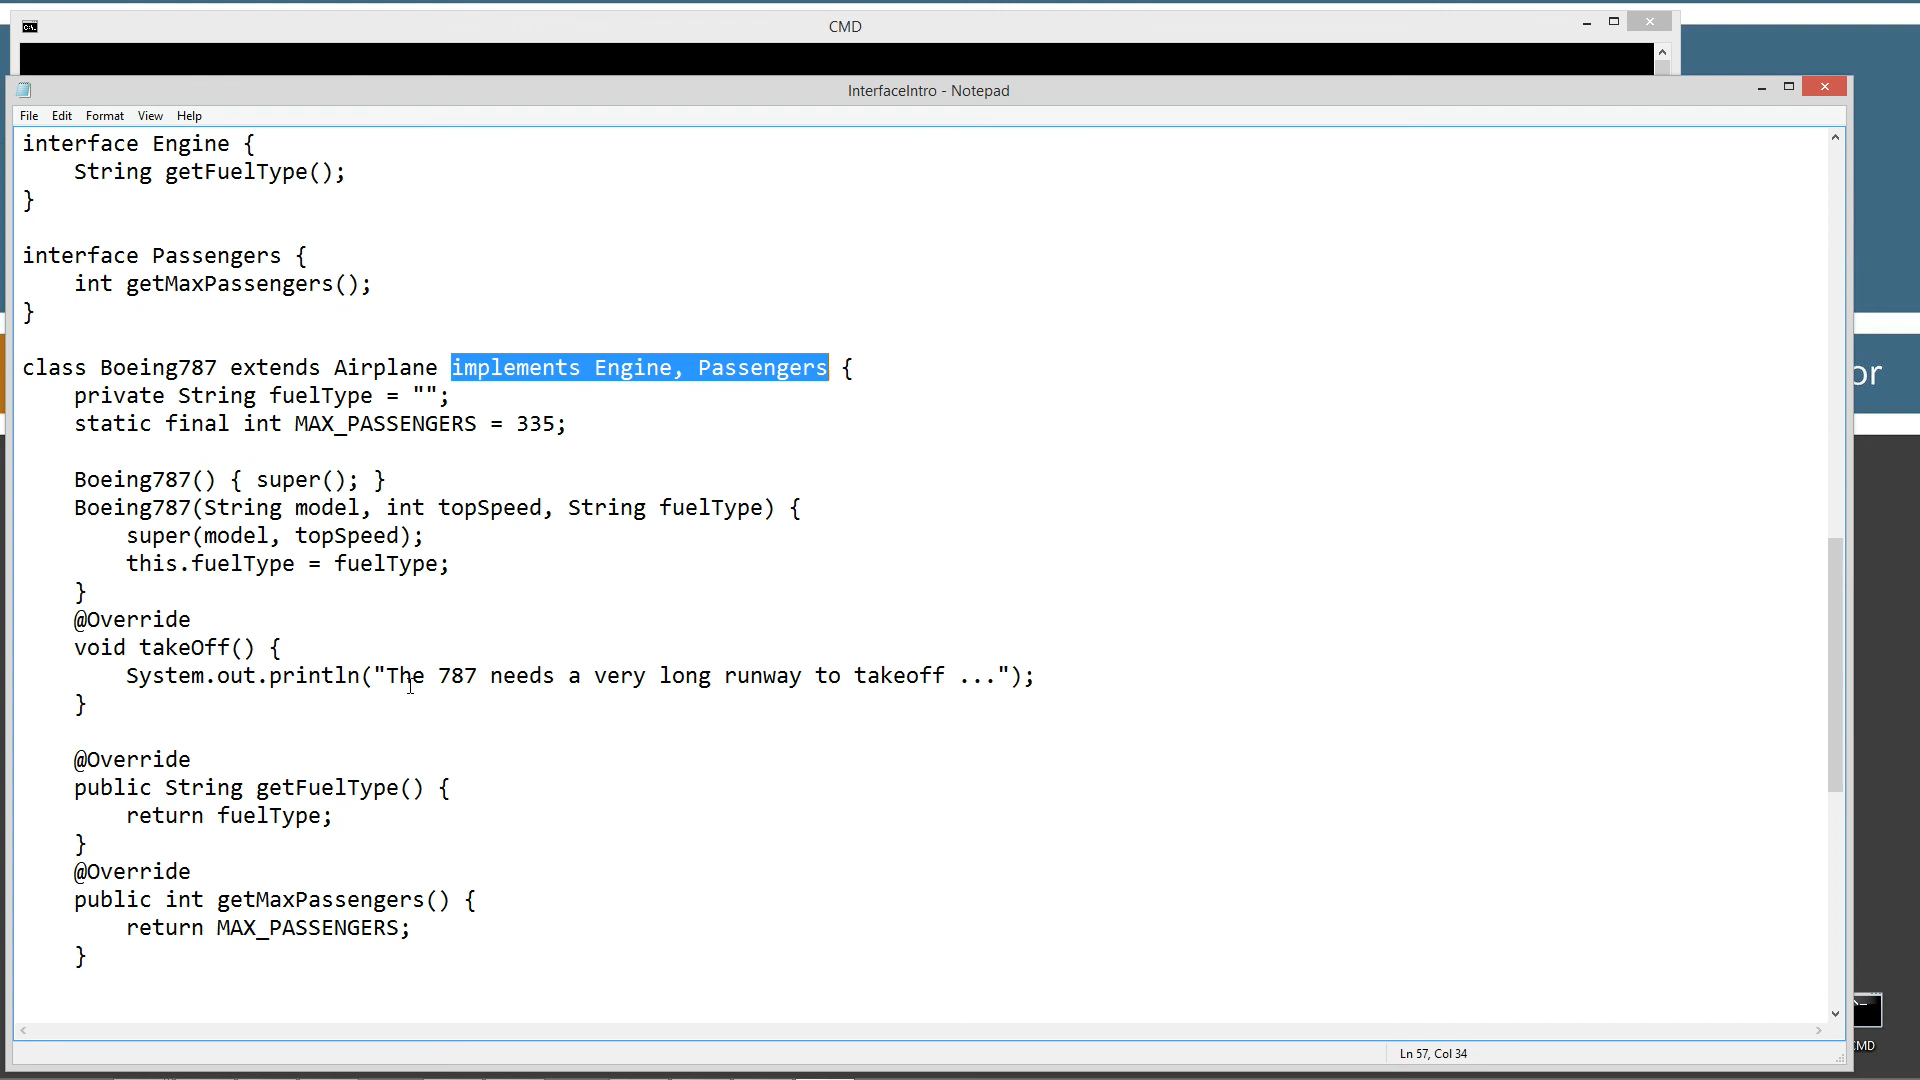 CMD
InterfaceIntro - Notepad
File Edit Format View Help
interface Engine {
    String getFuelType();
}

interface Passengers {
    int getMaxPassengers();
}

class Boeing787 extends Airplane implements Engine, Passengers {
    private String fuelType = "";
    static final int MAX_PASSENGERS = 335;

    Boeing787() { super(); }
    Boeing787(String model, int topSpeed, String fuelType) {
        super(model, topSpeed);
        this.fuelType = fuelType;
    }
    @Override
    void takeOff() {
        System.out.println("The 787 needs a very long runway to takeoff ...");
    }

    @Override
    public String getFuelType() {
        return fuelType;
    }
    @Override
    public int getMaxPassengers() {
        return MAX_PASSENGERS;
    }
or
CMD
Ln 57, Col 34